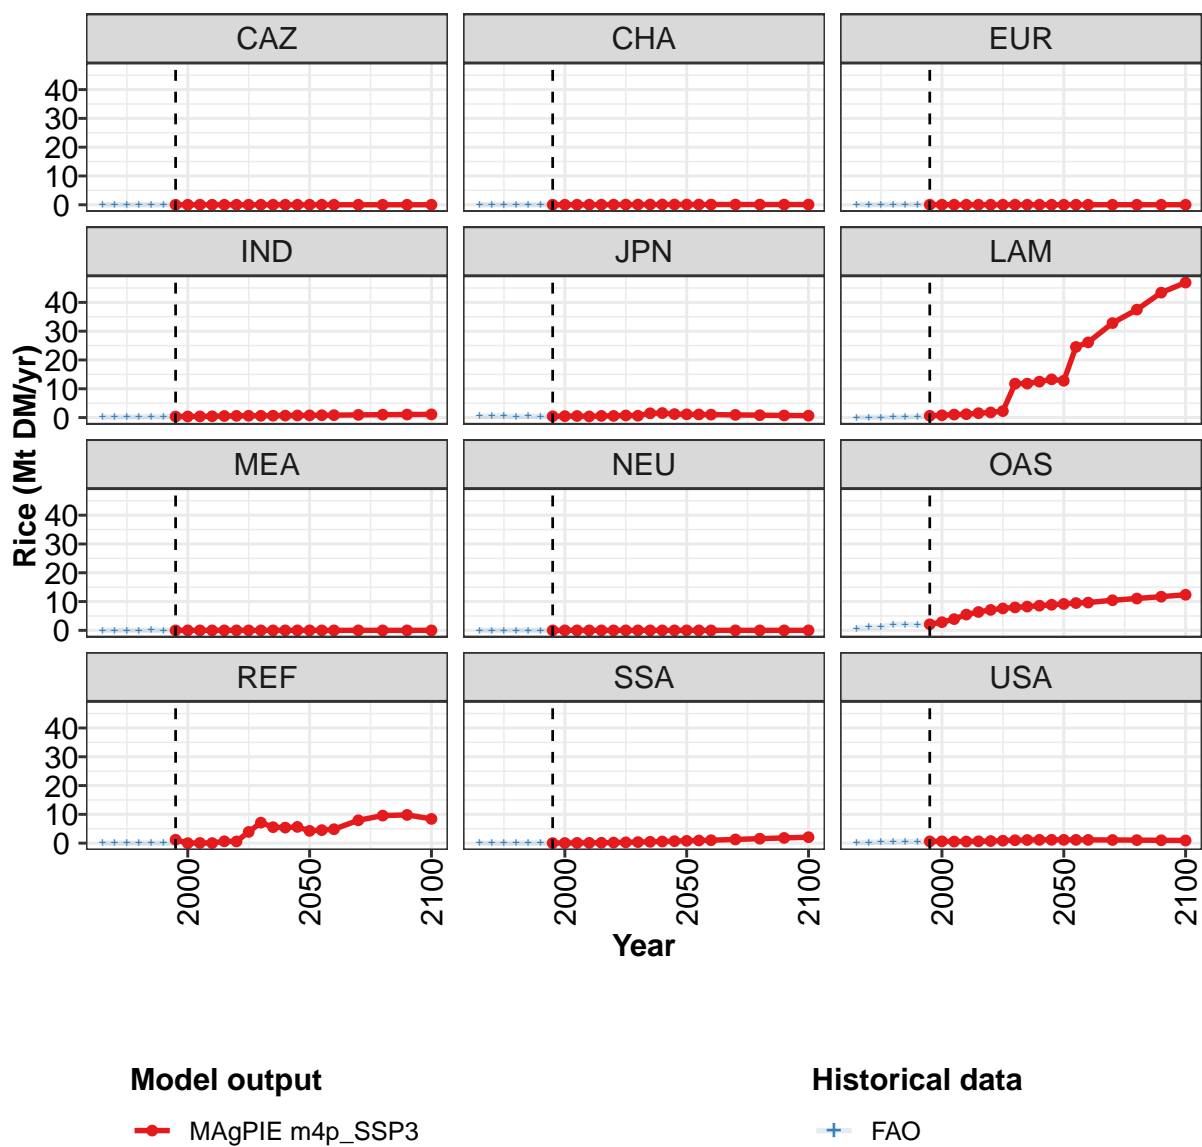 CAZ CHA EUR
40
30
20
10
0
IND JPN LAM
40
30
20
10
0
MEA NEU OAS
40
30
20
10
0
REF SSA USA
40
30
20
10
0
Rice (Mt DM/yr)
2000 2050 2100 2000 2050 2100 2000 2050 2100
Year
Model output Historical data
MAgPIE m4p_SSP3 FAO